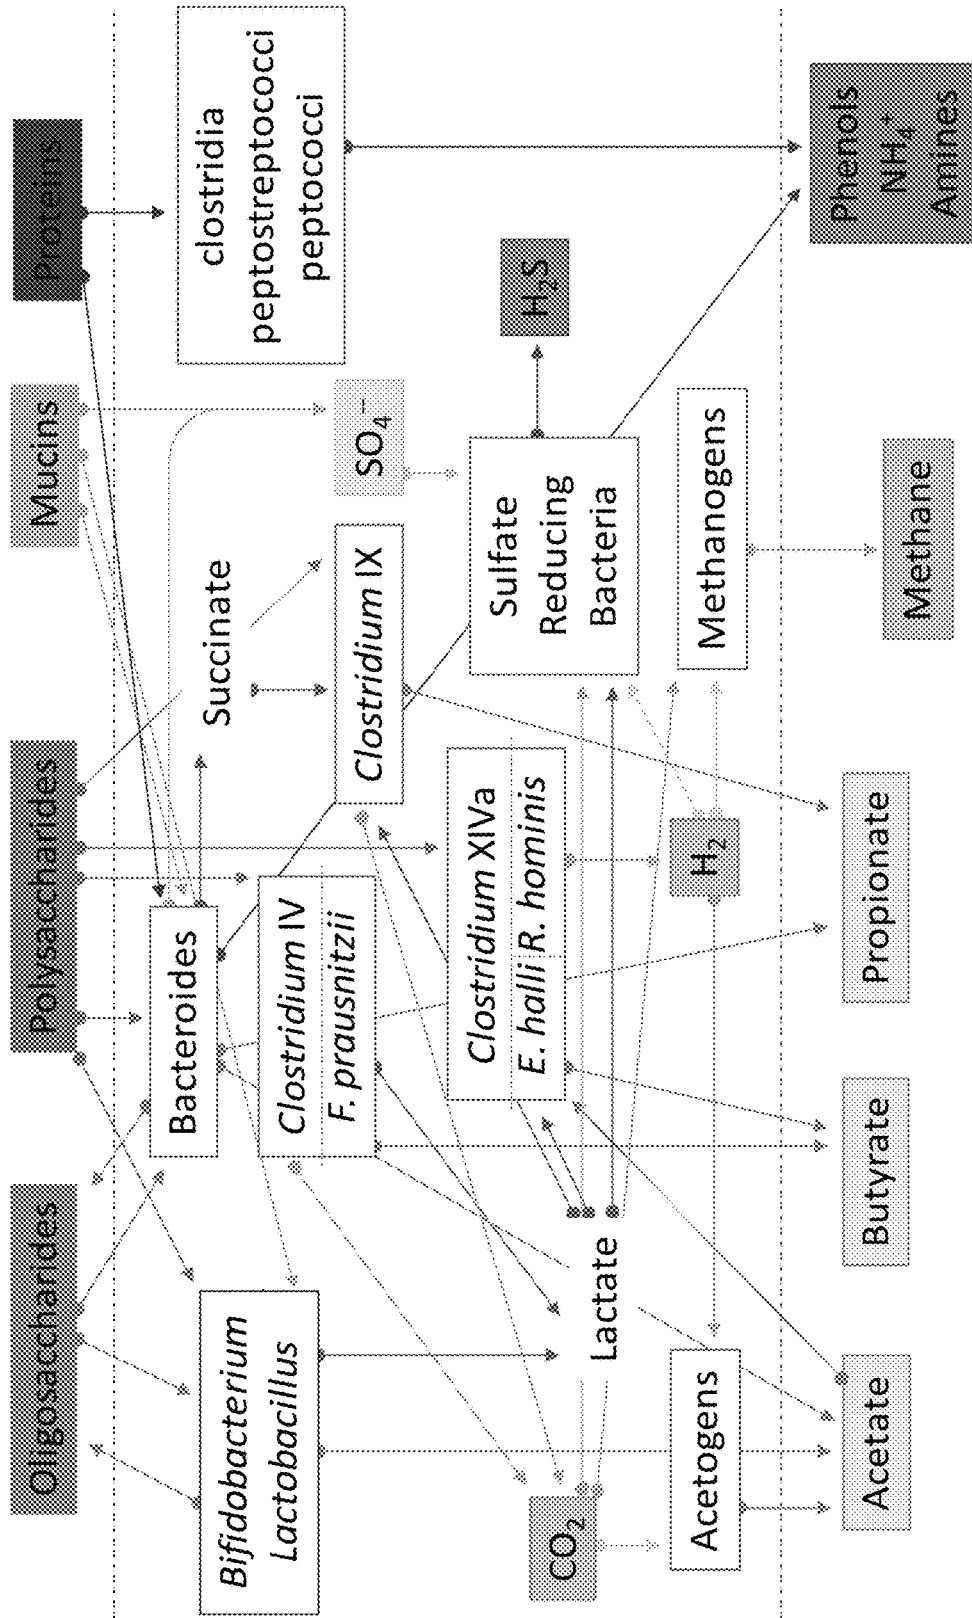 Oligosaccharides
Polysaccharides
Mucins
Proteins
Bifidobacterium
Lactobacillus
Bacteroides
Succinate
clostridia
peptostreptococci
peptococci
Clostridium IV
F. prausnitzii
Clostridium IX
SO₄⁻
Clostridium XIVa
E. halli R. hominis
Sulfate
Reducing
Bacteria
H₂S
CO₂
Lactate
H₂
Acetogens
Methanogens
Acetate
Butyrate
Propionate
Methane
Phenols
NH₄⁺
Amines